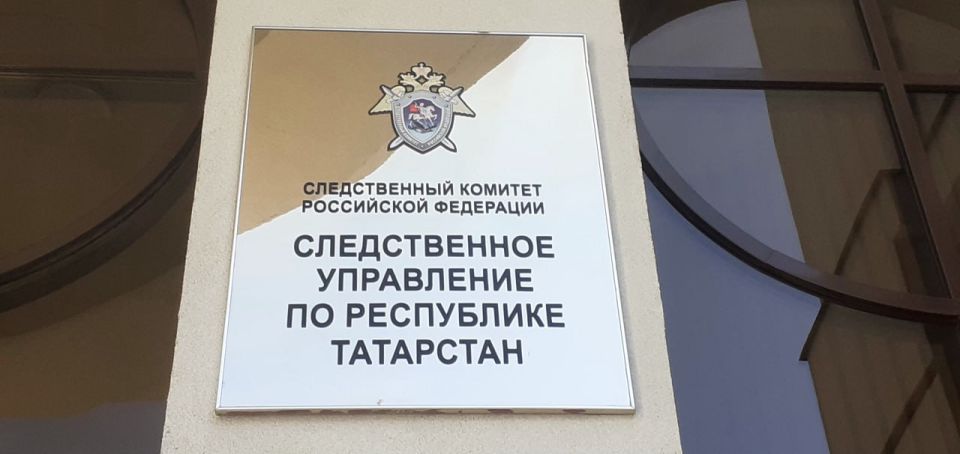 СЛЕДСТВЕННЫЙ КОМИТЕТ
РОССИЙСКОЙ ФЕДЕРАЦИИ
СЛЕДСТВЕННОЕ
УПРАВЛЕНИЕ
ПО РЕСПУБЛИКЕ
ТАТАРСТАН